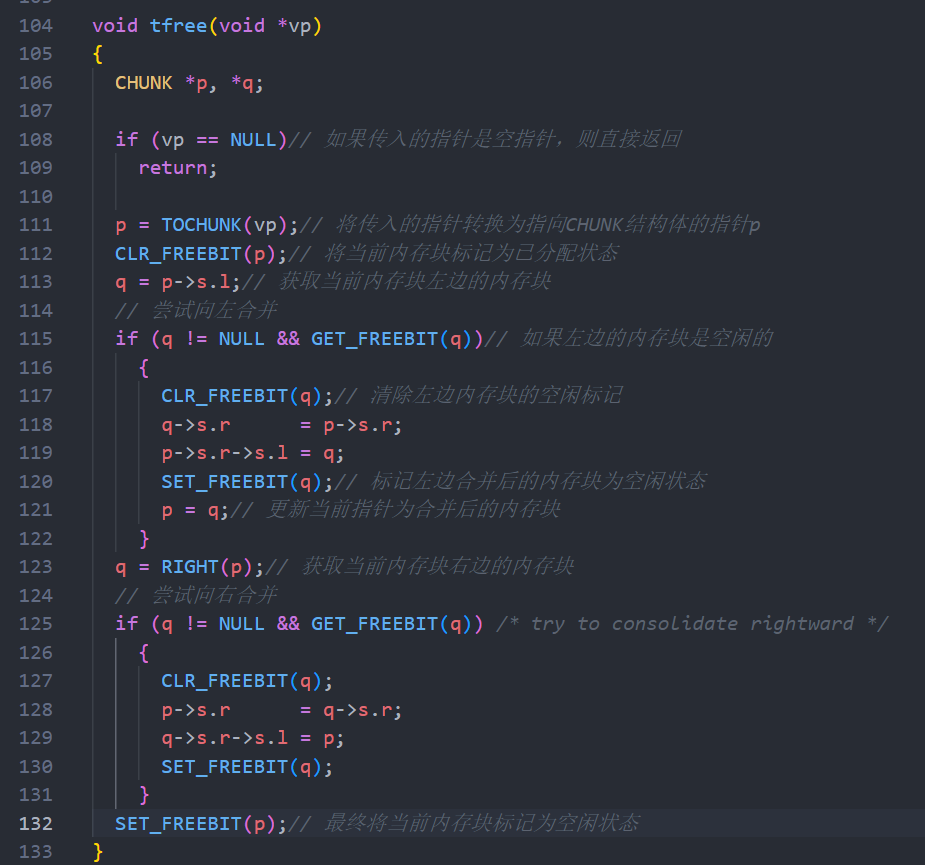 104 void tfree(void *vp)
105 {
106 CHUNK *p, *q;
107
108 if (vp == NULL)// 如果传入的指针是空指针，则直接返回
109 return;
110
111 p = TOCHUNK(vp);// 将传入的指针转换为指向CHUNK结构体的指针p
112 CLR_FREEBIT(p);// 将当前内存块标记为已分配状态
113 q = p->s.l;// 获取当前内存块左边的内存块
114 // 尝试向左合并
115 if (q != NULL && GET_FREEBIT(q))// 如果左边的内存块是空闲的
116 {
117 CLR_FREEBIT(q);// 清除左边内存块的空闲标记
118 q->s.r      = p->s.r;
119 p->s.r->s.l = q;
120 SET_FREEBIT(q);// 标记左边合并后的内存块为空闲状态
121 p = q;// 更新当前指针为合并后的内存块
122 }
123 q = RIGHT(p);// 获取当前内存块右边的内存块
124 // 尝试向右合并
125 if (q != NULL && GET_FREEBIT(q)) /* try to consolidate rightward */
126 {
127 CLR_FREEBIT(q);
128 p->s.r      = q->s.r;
129 q->s.r->s.l = p;
130 SET_FREEBIT(q);
131 }
132 SET_FREEBIT(p);// 最终将当前内存块标记为空闲状态
133 }